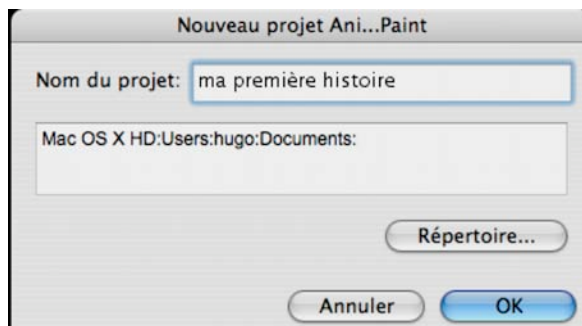 Nouveau projet Ani...Paint
Nom du projet: ma première histoire
Mac OS X HD:Users:hugo:Documents:
Répertoire...
Annuler OK